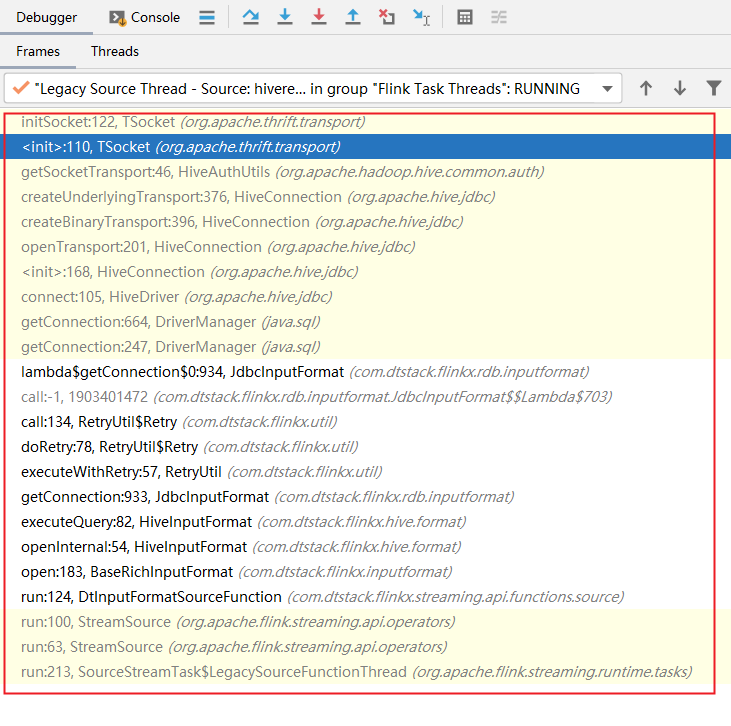 Debugger Console
Frames Threads
"Legacy Source Thread - Source: hivere... in group "Flink Task Threads": RUNNING
initSocket:122, TSocket (org.apache.thrift.transport)
<init>:110, TSocket (org.apache.thrift.transport)
getSocketTransport:46, HiveAuthUtils (org.apache.hadoop.hive.common.auth)
createUnderlyingTransport:376, HiveConnection (org.apache.hive.jdbc)
createBinaryTransport:396, HiveConnection (org.apache.hive.jdbc)
openTransport:201, HiveConnection (org.apache.hive.jdbc)
<init>:168, HiveConnection (org.apache.hive.jdbc)
connect:105, HiveDriver (org.apache.hive.jdbc)
getConnection:664, DriverManager (java.sql)
getConnection:247, DriverManager (java.sql)
lambda$getConnection$0:934, JdbcInputFormat (com.dtstack.flinkx.rdb.inputformat)
call:-1, 1903401472 (com.dtstack.flinkx.rdb.inputformat.JdbcInputFormat$$Lambda$703)
call:134, RetryUtil$Retry (com.dtstack.flinkx.util)
doRetry:78, RetryUtil$Retry (com.dtstack.flinkx.util)
executeWithRetry:57, RetryUtil (com.dtstack.flinkx.util)
getConnection:933, JdbcInputFormat (com.dtstack.flinkx.rdb.inputformat)
executeQuery:82, HiveInputFormat (com.dtstack.flinkx.hive.format)
openInternal:54, HiveInputFormat (com.dtstack.flinkx.hive.format)
open:183, BaseRichInputFormat (com.dtstack.flinkx.inputformat)
run:124, DtInputFormatSourceFunction (com.dtstack.flinkx.streaming.api.functions.source)
run:100, StreamSource (org.apache.flink.streaming.api.operators)
run:63, StreamSource (org.apache.flink.streaming.api.operators)
run:213, SourceStreamTask$LegacySourceFunctionThread (org.apache.flink.streaming.runtime.tasks)